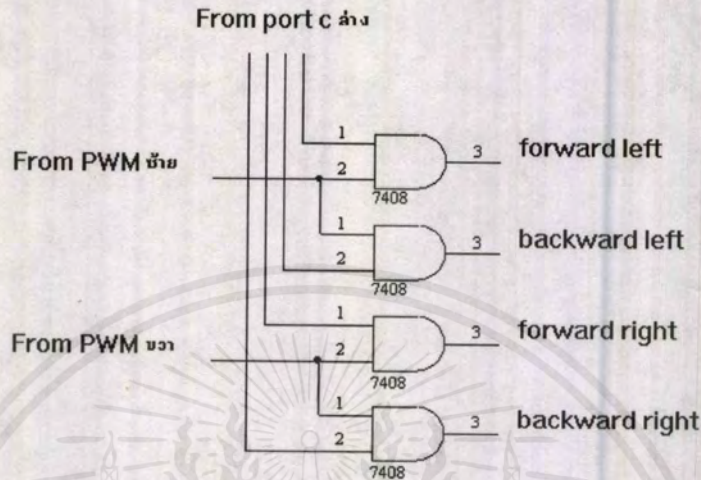 From port c ล่าง
1
3
forward left
From PWM ซ้าย
2
7408
1
3
backward left
2
7408
1
3
forward right
From PWM ขวา
2
7408
1
3
backward right
2
7408